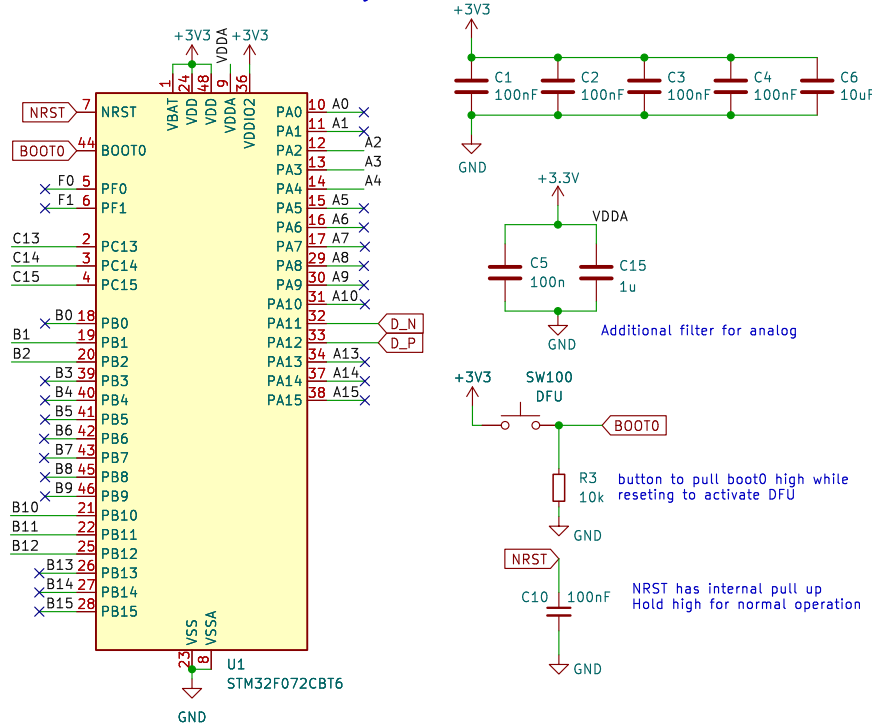 +3V3
VDDA
+3V3
1
24
48
9
36
VBAT
VDD
VDD
VDDA
VDDIO2
NRST
7
NRST
BOOT0
44
BOOT0
F0
5
PF0
F1
6
PF1
C13
2
PC13
C14
3
PC14
C15
4
PC15
B0
18
PB0
B1
19
PB1
B2
20
PB2
B3
39
PB3
B4
40
PB4
B5
41
PB5
B6
42
PB6
B7
43
PB7
B8
45
PB8
B9
46
PB9
B10
21
PB10
B11
22
PB11
B12
25
PB12
B13
26
PB13
B14
27
PB14
B15
28
PB15
PA0
10
A0
PA1
11
A1
PA2
12
A2
PA3
13
A3
PA4
14
A4
PA5
15
A5
PA6
16
A6
PA7
17
A7
PA8
29
A8
PA9
30
A9
PA10
31
A10
PA11
32
D_N
PA12
33
D_P
PA13
34
A13
PA14
37
A14
PA15
38
A15
VSS
VSSA
23
8
U1
STM32F072CBT6
GND
+3V3
C1
100nF
C2
100nF
C3
100nF
C4
100nF
C6
10uF
GND
+3.3V
VDDA
C5
100n
C15
1u
GND
Additional filter for analog
+3V3
SW100
DFU
BOOT0
R3
10k
button to pull boot0 high while
reseting to activate DFU
GND
NRST
C10
100nF
NRST has internal pull up
Hold high for normal operation
GND